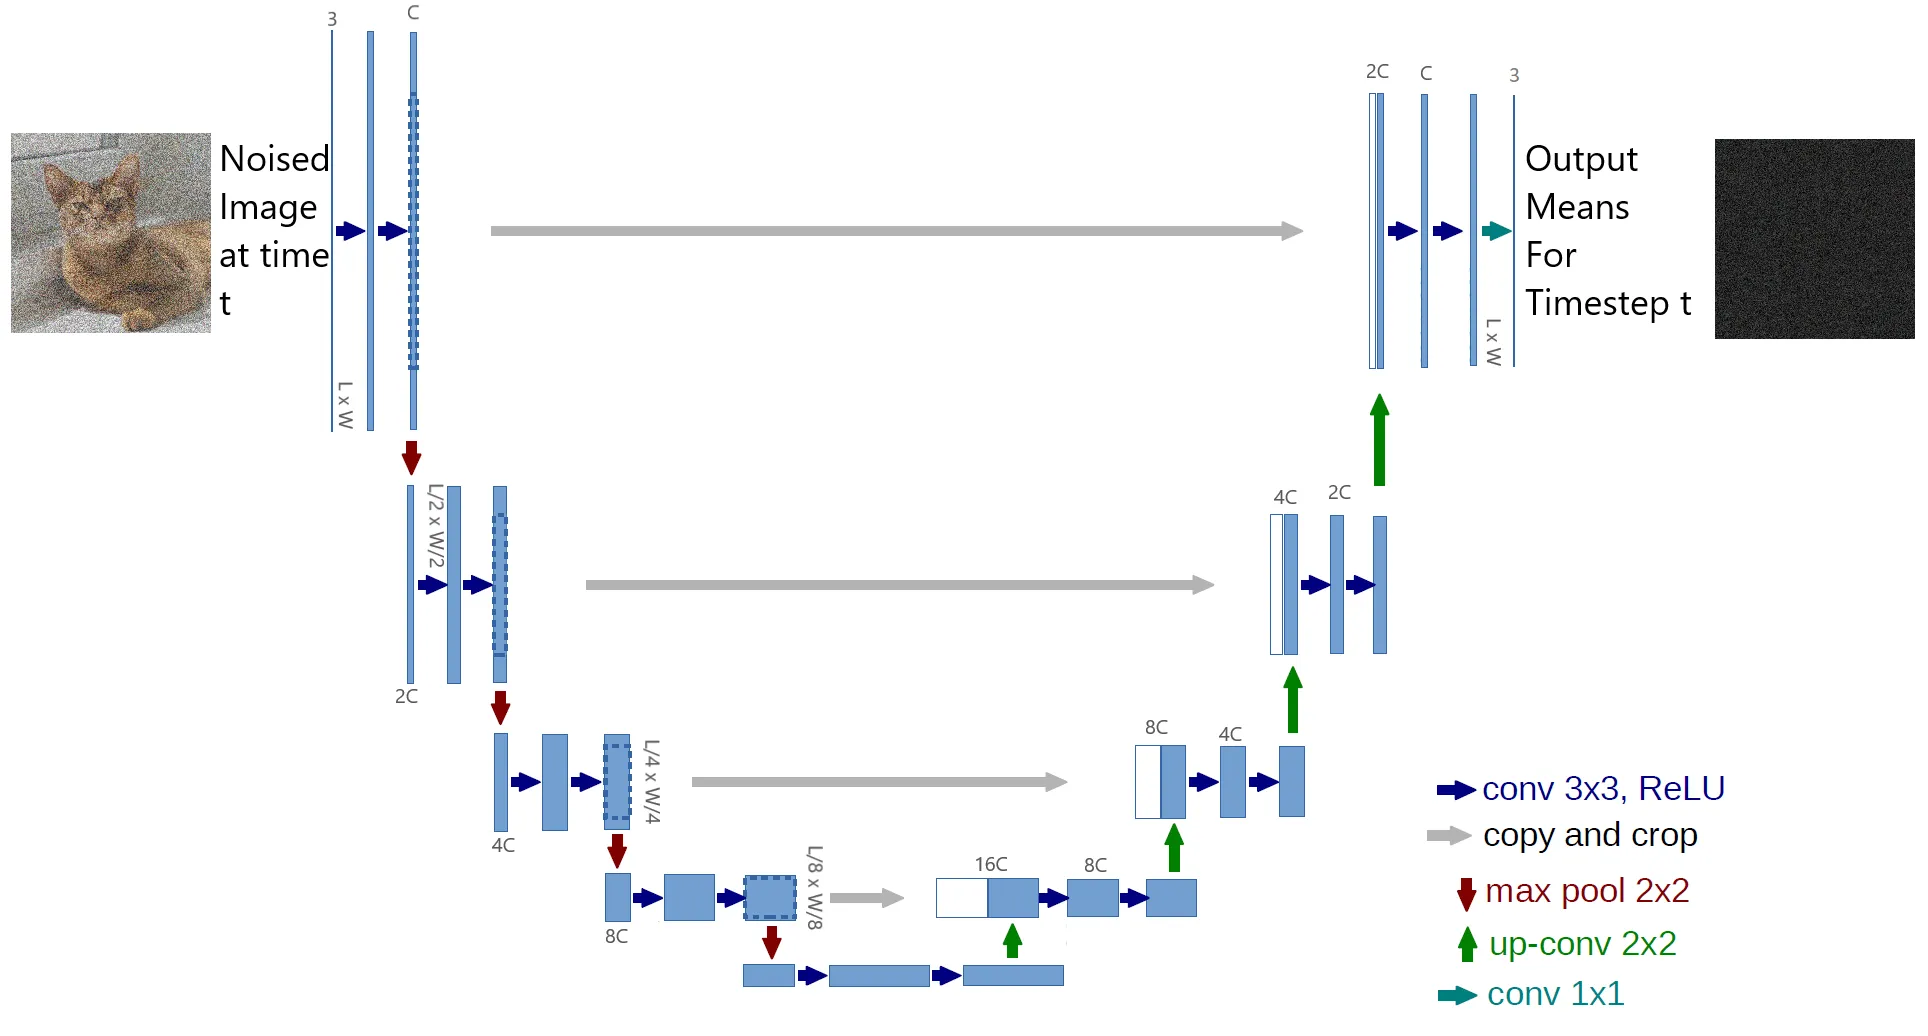 3
C
Noised
Image
at time
t
L x W
2C
C
3
Output
Means
For
Timestep t
L x W
L/2 x W/2
2C
4C
2C
L/4 x W/4
4C
8C
4C
L/8 x W/8
8C
16C
8C
conv 3x3, ReLU
copy and crop
max pool 2x2
up-conv 2x2
conv 1x1